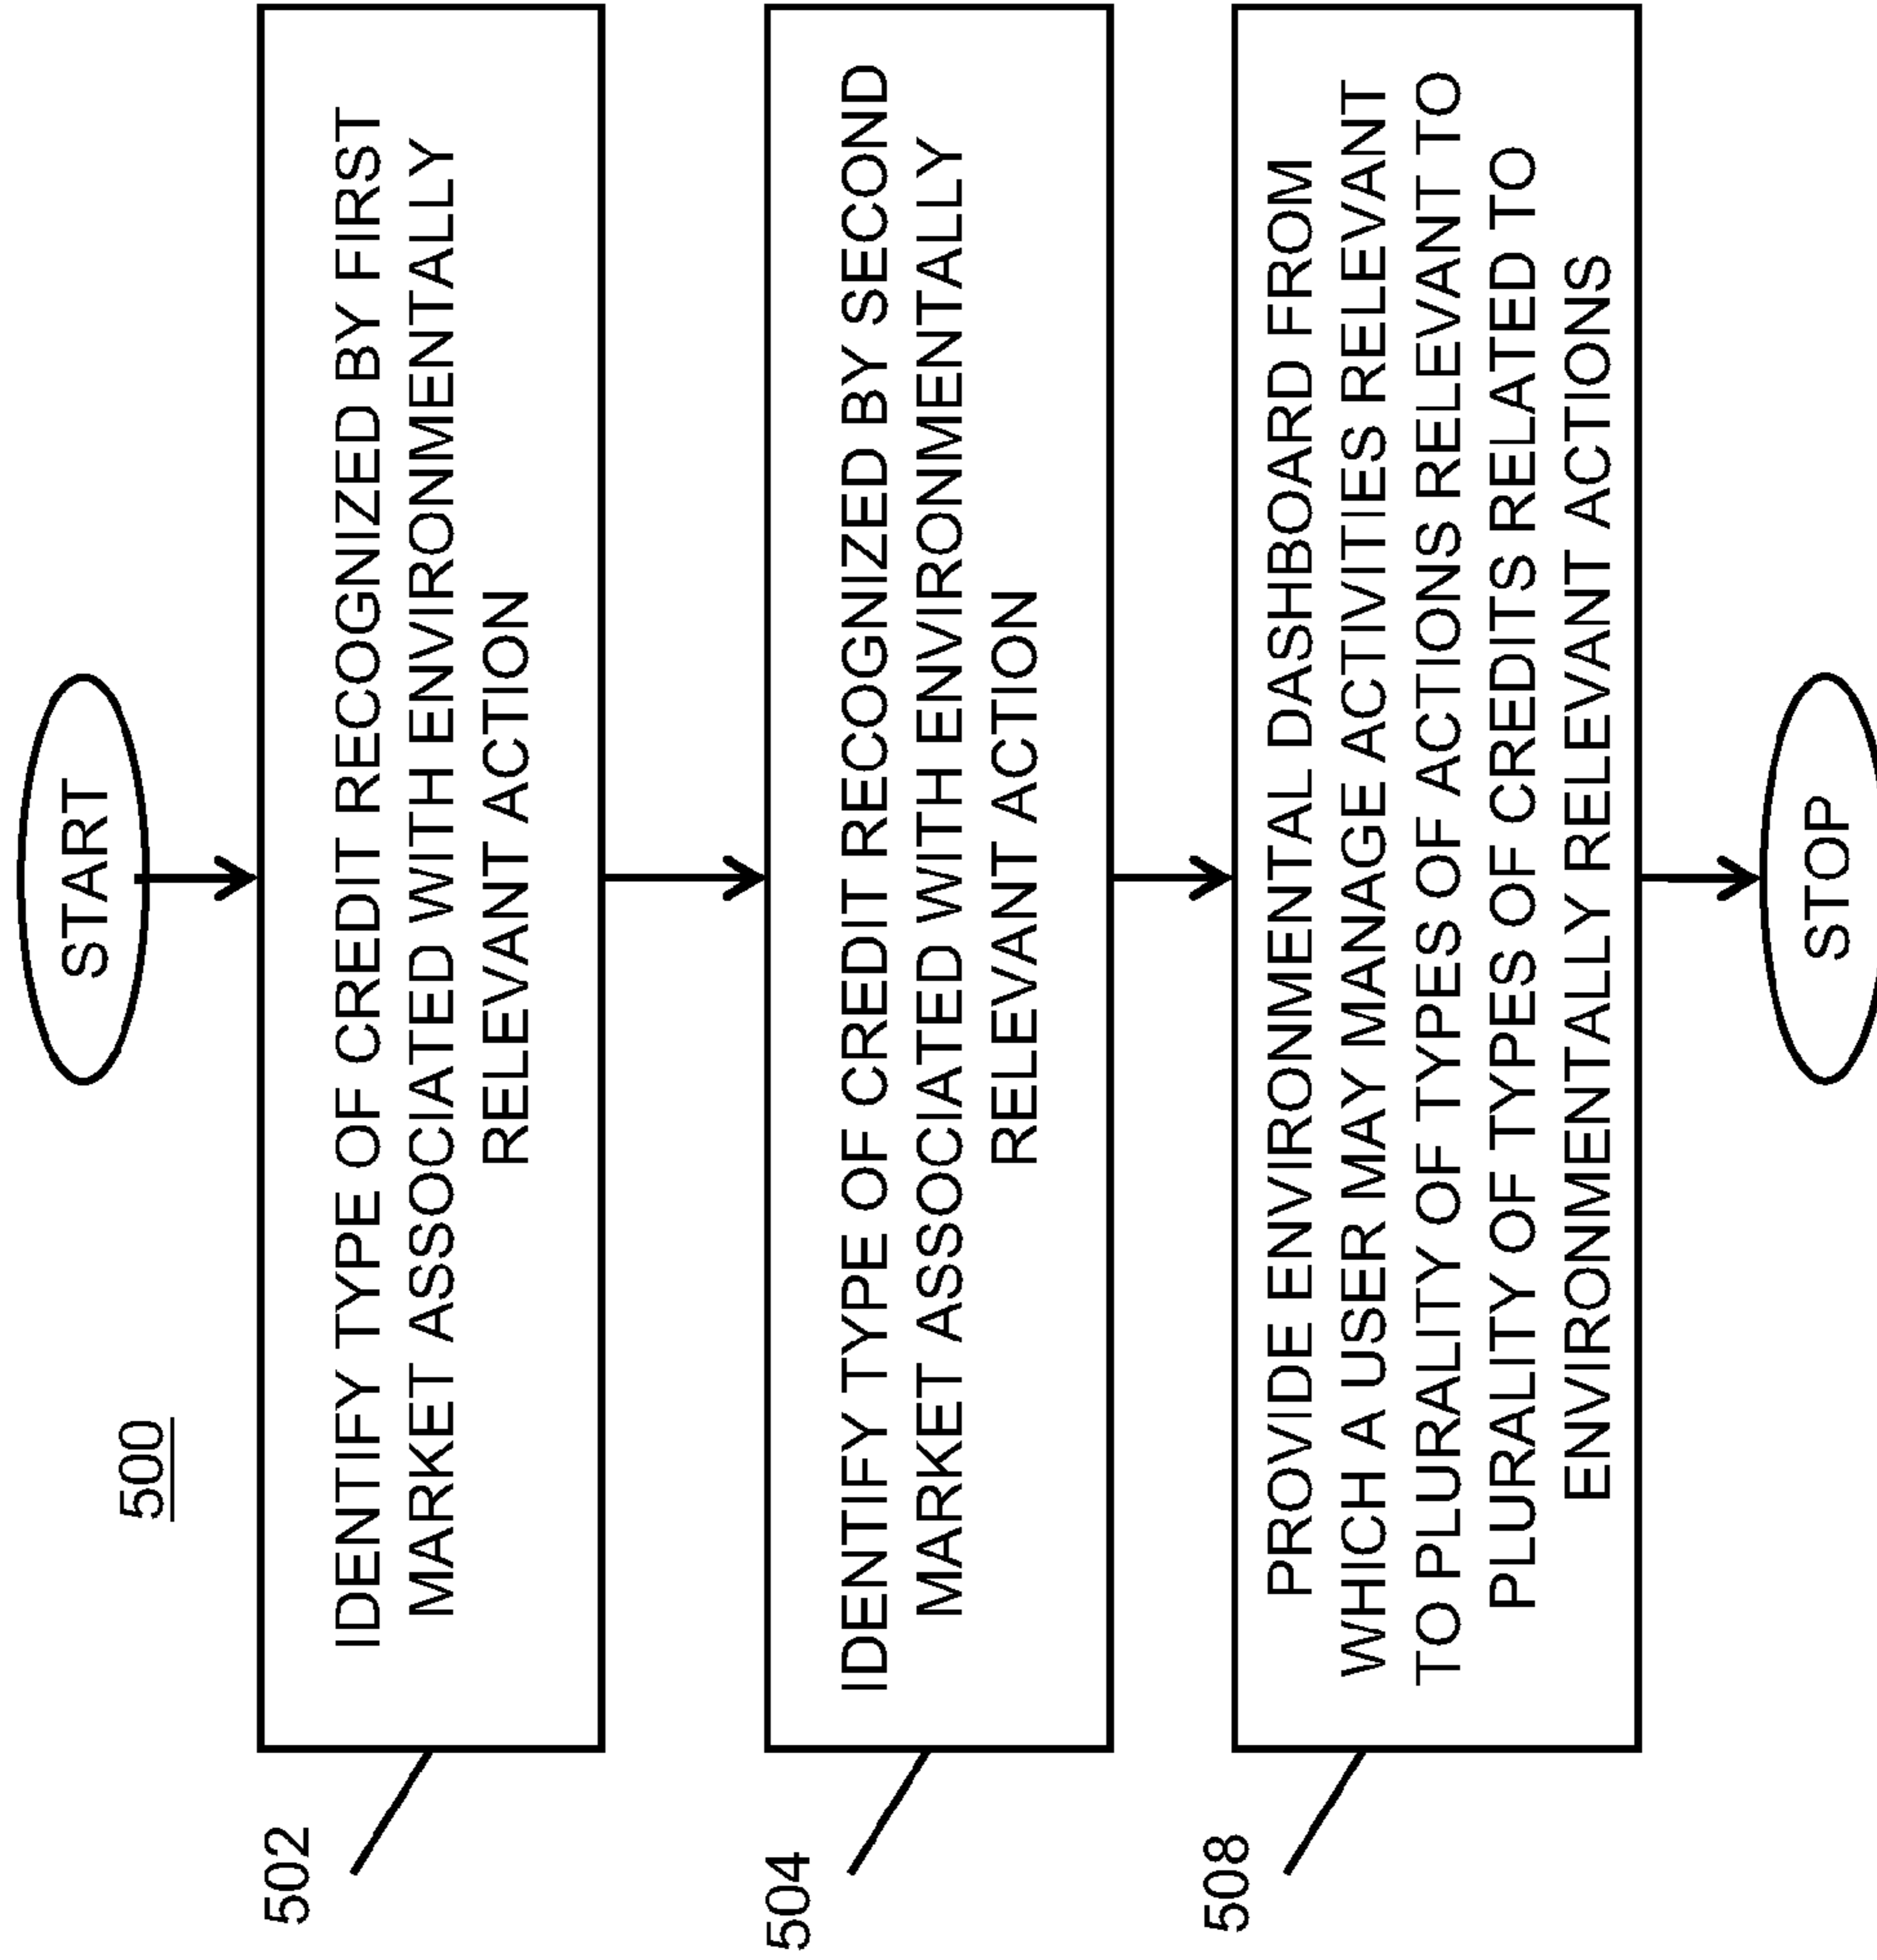 500
START
502
IDENTIFY TYPE OF CREDIT RECOGNIZED BY FIRST
MARKET ASSOCIATED WITH ENVIRONMENTALLY
RELEVANT ACTION
504
IDENTIFY TYPE OF CREDIT RECOGNIZED BY SECOND
MARKET ASSOCIATED WITH ENVIRONMENTALLY
RELEVANT ACTION
508
PROVIDE ENVIRONMENTAL DASHBOARD FROM
WHICH A USER MAY MANAGE ACTIVITIES RELEVANT
TO PLURALITY OF TYPES OF ACTIONS RELEVANT TO
PLURALITY OF TYPES OF CREDITS RELATED TO
ENVIRONMENTALLY RELEVANT ACTIONS
STOP